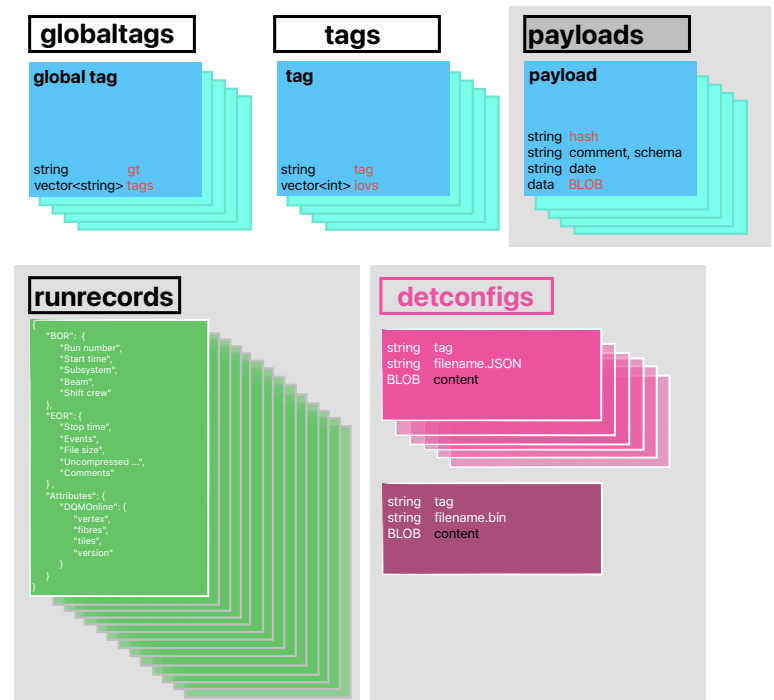 globaltags
global tag
string gt
vector<string> tags
tags
tag
string tag
vector<int> iovs
payloads
payload
string hash
string comment, schema
string date
data BLOB
runrecords
{
"BOR": {
"Run number",
"Start time",
"Subsystem",
"Beam",
"Shift crew"
},
"EOR": {
"Stop time",
"Events",
"File size",
"Uncompressed ...",
"Comments"
} ,
"Attributes": {
"DQMOnline": {
"vertex",
"fibres",
"tiles",
"version"
}
}
}
detconfigs
string tag
string filename.JSON
BLOB content
string tag
string filename.bin
BLOB content